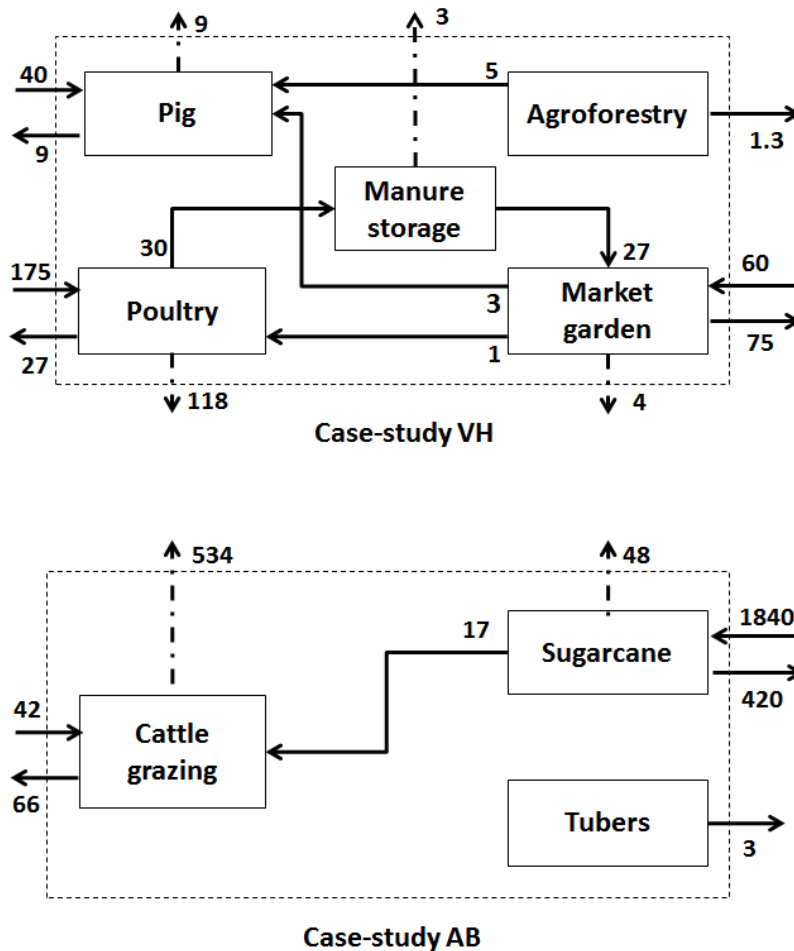 9
3
40
5
Pig
Agroforestry
9
1.3
Manure
storage
30
27
175
60
Poultry
3
Market
garden
27
1
75
118
4
Case-study VH
534
48
17
1840
Sugarcane
42
420
Cattle
grazing
66
Tubers
3
Case-study AB